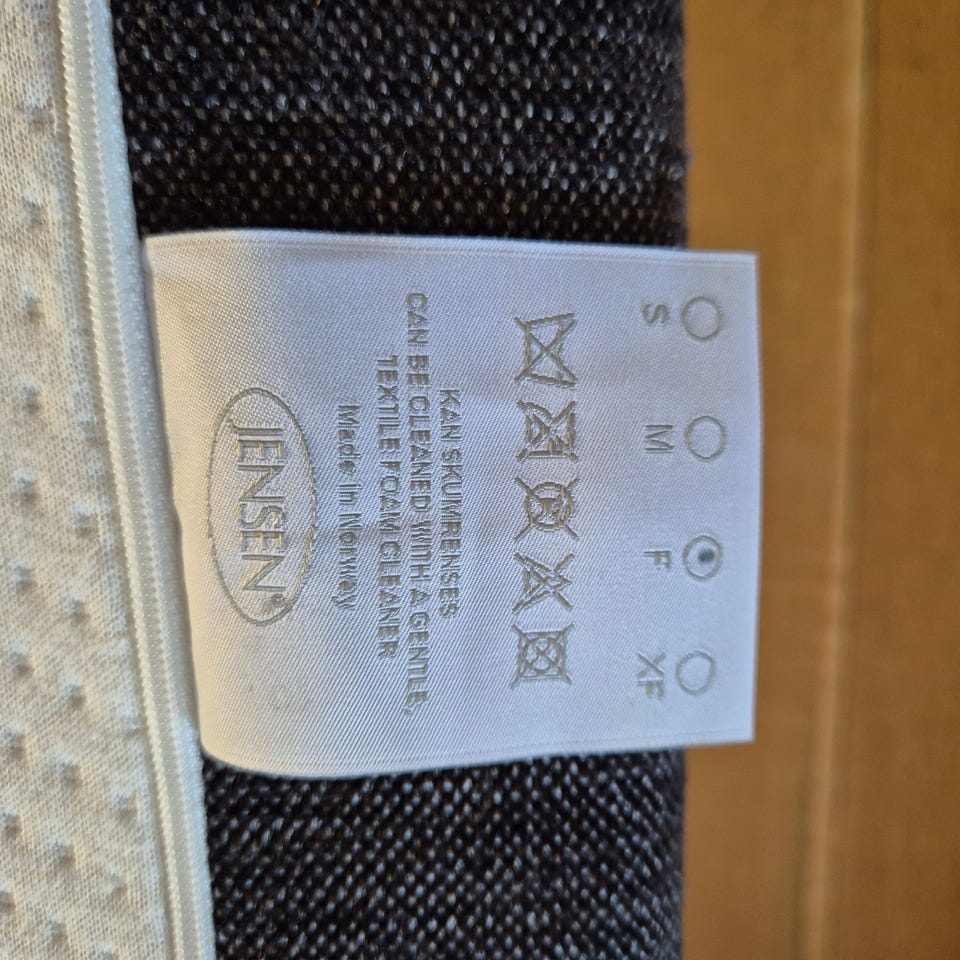 S M F XF
KAN SKUMRENSES
CAN BE CLEANED WITH A GENTLE,
TEXTILE FOAM CLEANER
Made in Norway
JENSEN®